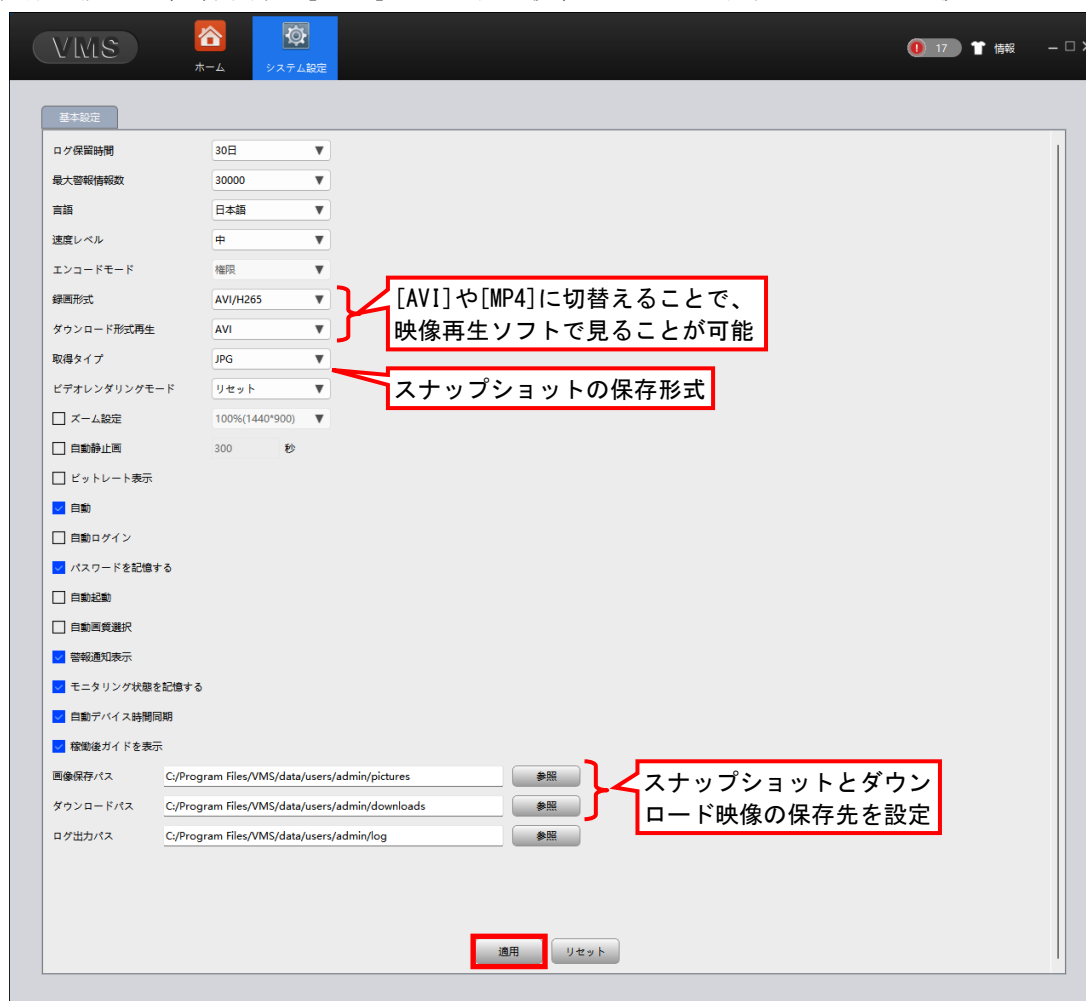 VMS
ホーム
システム設定
17
情報
基本設定
ログ保留時間 30日
最大警報情報数 30000
言語 日本語
速度レベル 中
エンコードモード 権限
録画形式 AVI/H265
[AVI]や[MP4]に切替えることで、
映像再生ソフトで見ることが可能
ダウンロード形式再生 AVI
取得タイプ JPG
スナップショットの保存形式
ビデオレンダリングモード リセット
ズーム設定 100%(1440*900)
自動静止画 300 秒
ビットレート表示
自動
自動ログイン
パスワードを記憶する
自動起動
自動画質選択
警報通知表示
モニタリング状態を記憶する
自動デバイス時間同期
稼働後ガイドを表示
画像保存パス C:/Program Files/VMS/data/users/admin/pictures 参照
スナップショットとダウン
ロード映像の保存先を設定
ダウンロードパス C:/Program Files/VMS/data/users/admin/downloads 参照
ログ出力パス C:/Program Files/VMS/data/users/admin/log 参照
適用 リセット